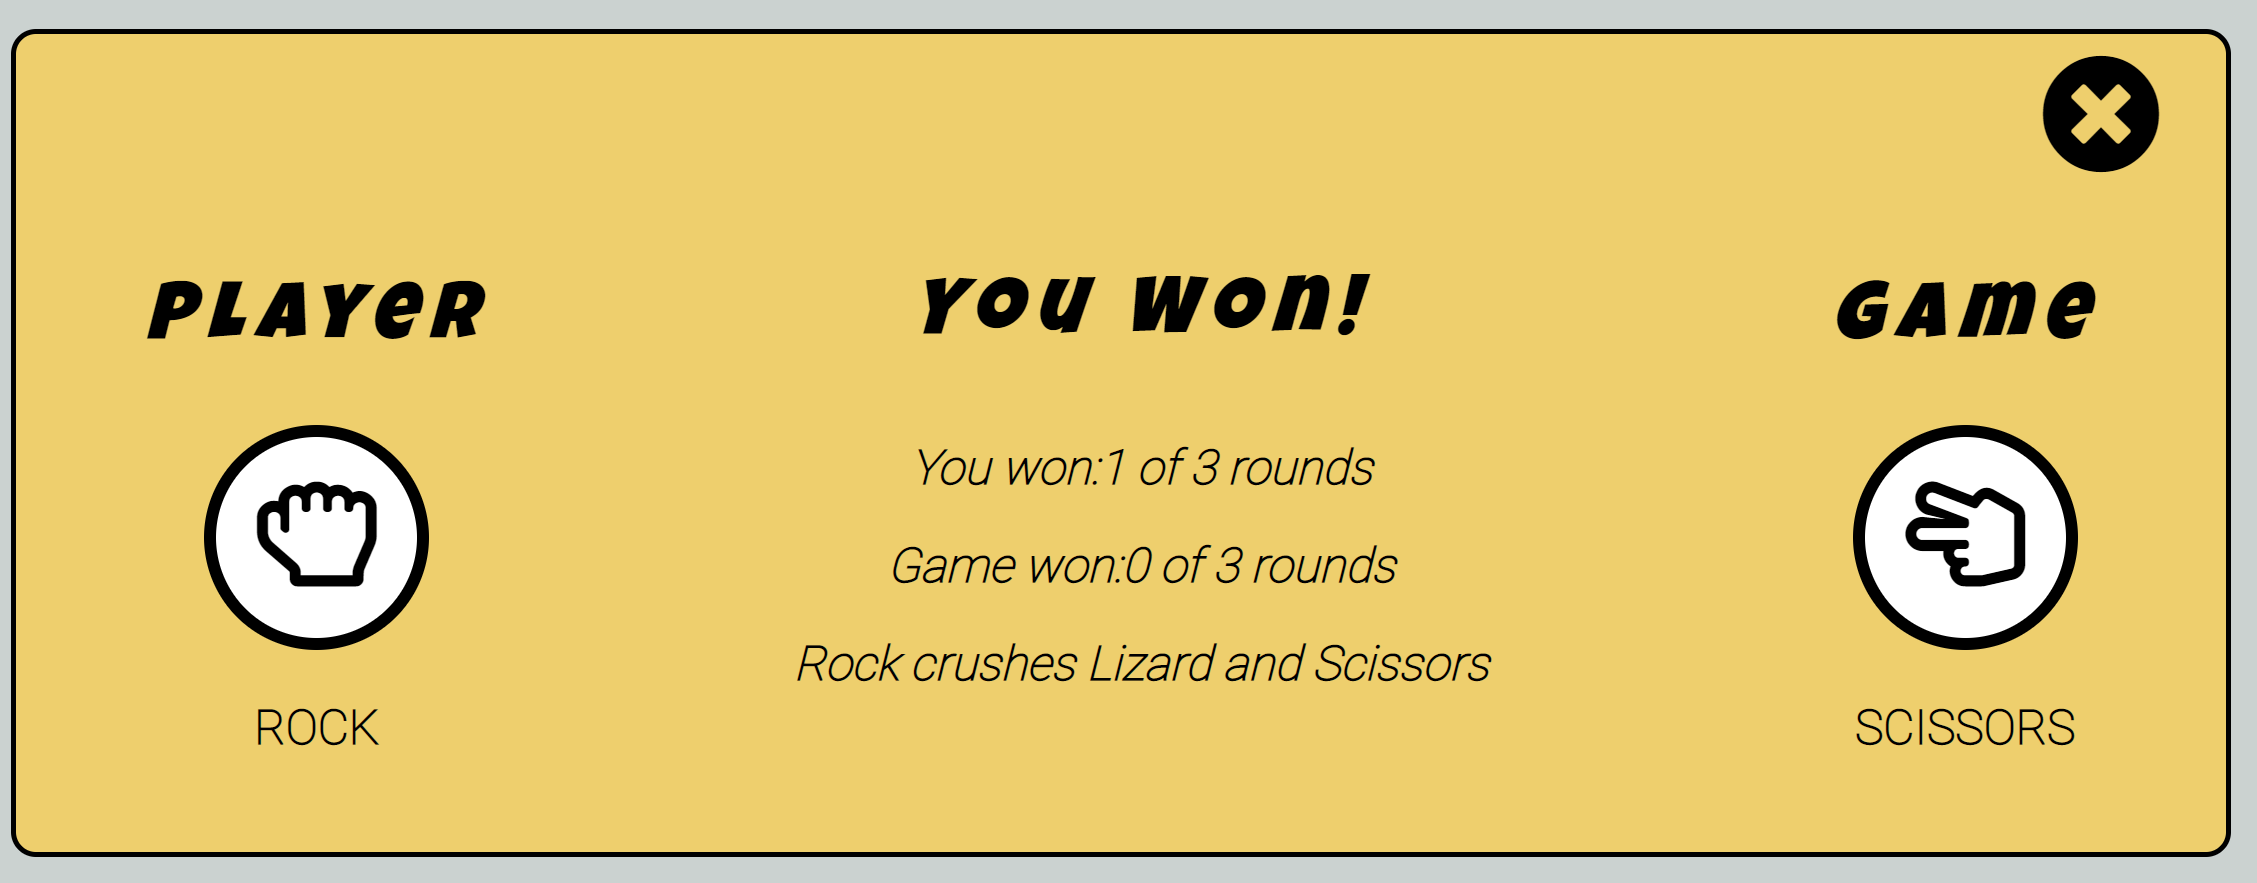 PLAYER
You won!
GAME
You won:1 of 3 rounds
Game won:0 of 3 rounds
Rock crushes Lizard and Scissors
ROCK
SCISSORS